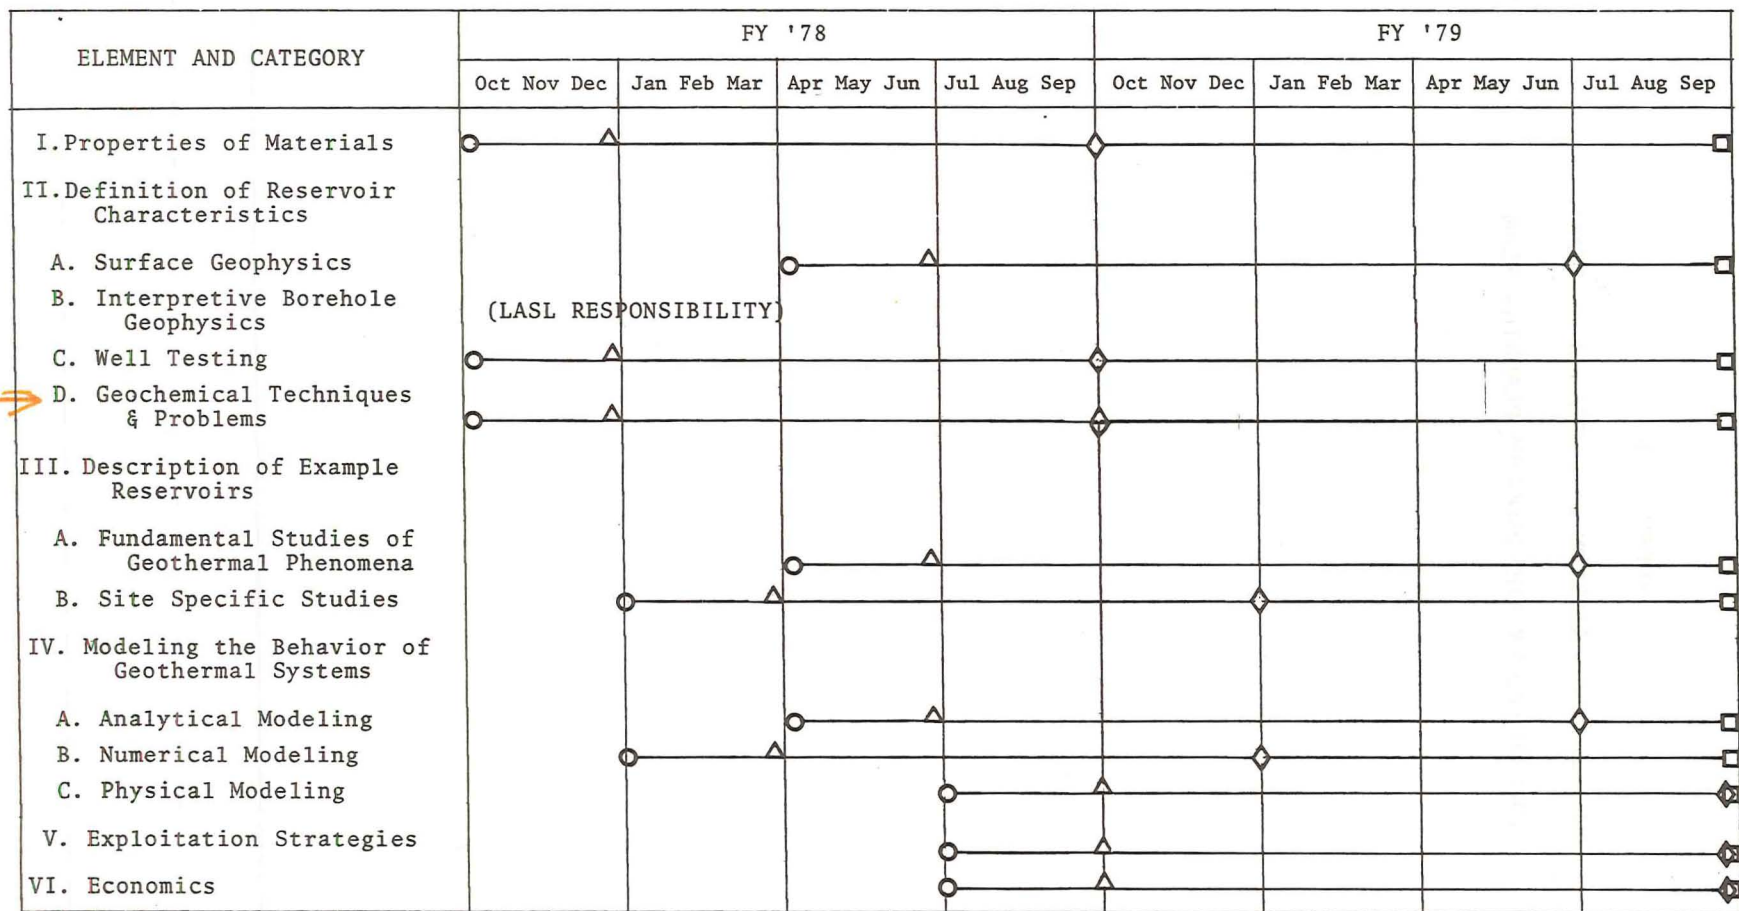 ELEMENT AND CATEGORY
FY '78
FY '79
Oct Nov Dec Jan Feb Mar Apr May Jun Jul Aug Sep Oct Nov Dec Jan Feb Mar Apr May Jun Jul Aug Sep
I.Properties of Materials
II.Definition of Reservoir
Characteristics
A. Surface Geophysics
B. Interpretive Borehole
Geophysics
(LASL RESPONSIBILITY)
C. Well Testing
D. Geochemical Techniques
& Problems
III. Description of Example
Reservoirs
A. Fundamental Studies of
Geothermal Phenomena
B. Site Specific Studies
IV. Modeling the Behavior of
Geothermal Systems
A. Analytical Modeling
B. Numerical Modeling
C. Physical Modeling
V. Exploitation Strategies
VI. Economics